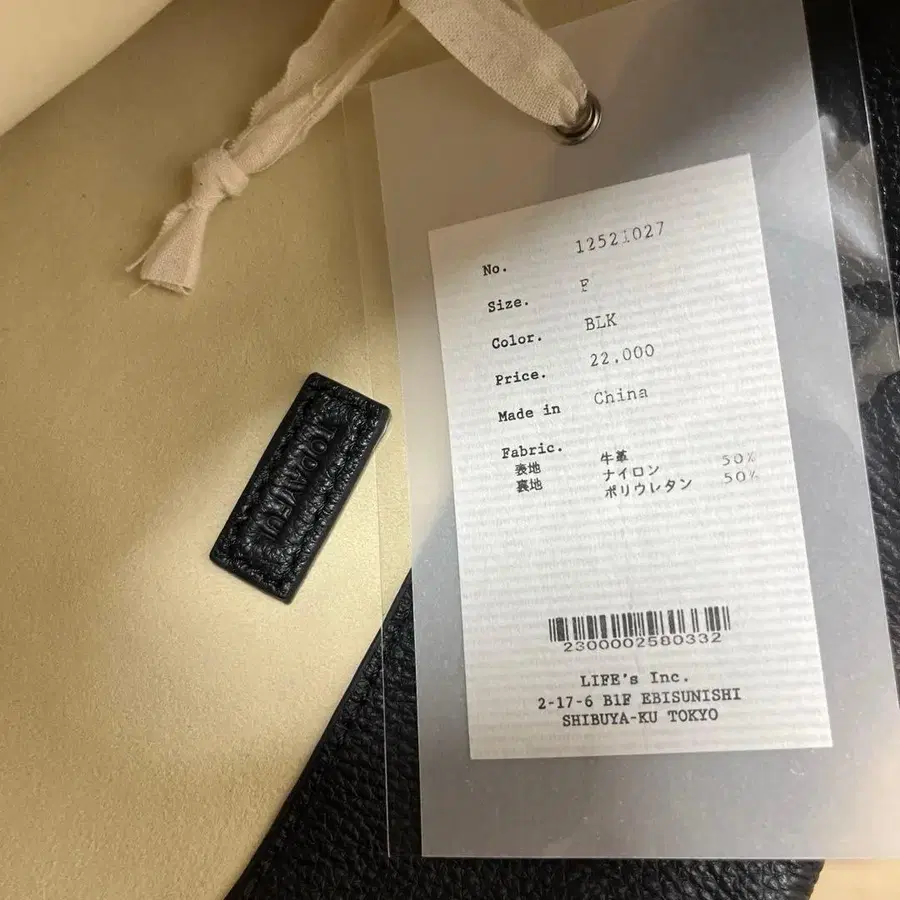 TODAYFUL
No. 12521027
Size. F
Color. BLK
Price. 22,000
Made in China
Fabric.
表地 牛革
裏地 ナイロン 50%
ポリウレタン 50%
2300002580332
LIFE's Inc.
2-17-6 B1F EBISUNISHI
SHIBUYA-KU TOKYO